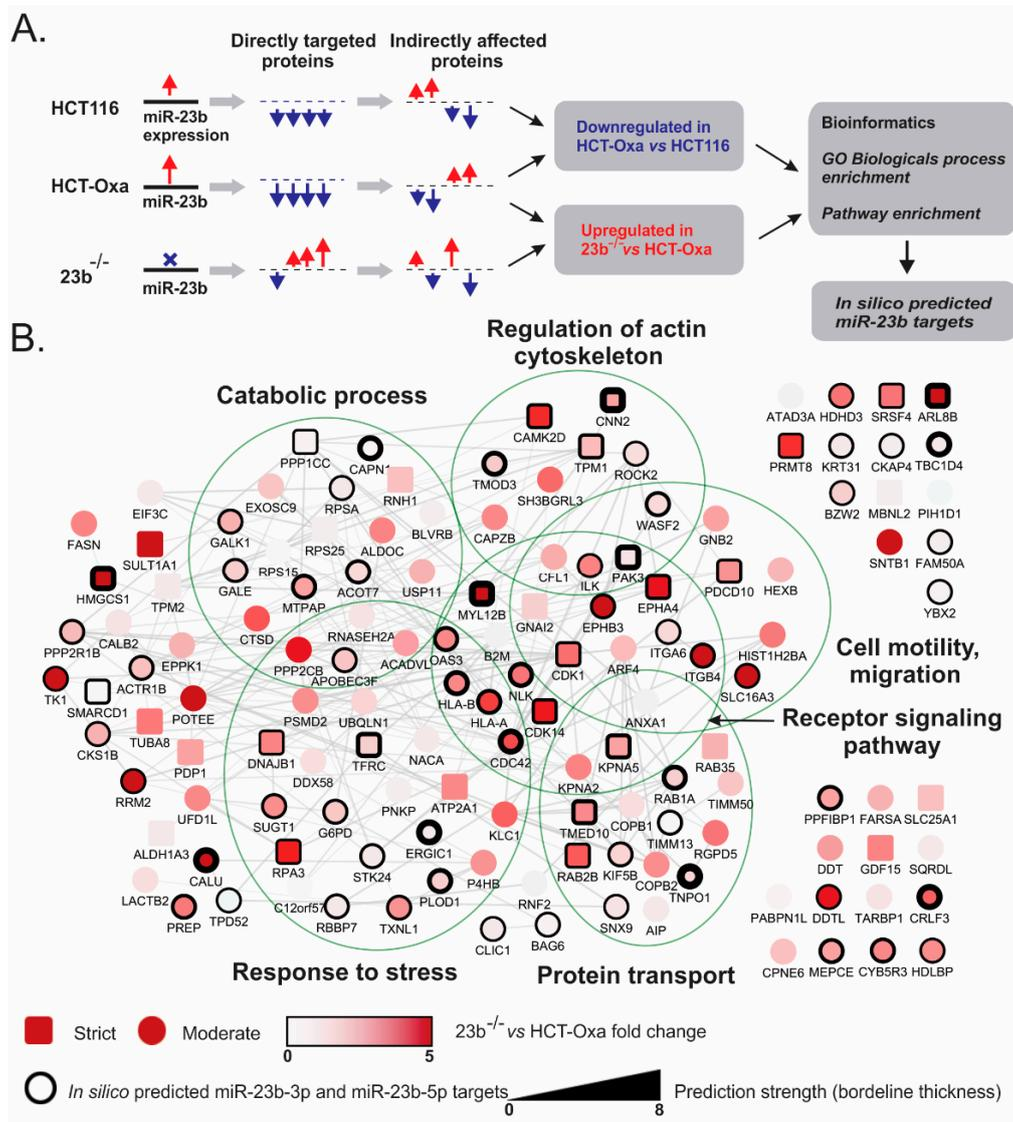 A.
Directly targeted
proteins
Indirectly affected
proteins
HCT116
miR-23b
expression
HCT-Oxa
miR-23b
23b-/-
miR-23b
Downregulated in
HCT-Oxa vs HCT116
Upregulated in
23b-/- vs HCT-Oxa
Bioinformatics
GO Biologicals process
enrichment
Pathway enrichment
In silico predicted
miR-23b targets
B.
Regulation of actin
cytoskeleton
Catabolic process
CNN2
CAMK2D
PPP1CC
CAPN1
TPM1
ROCK2
TMOD3
RNH1
EXOSC9
RPSA
SH3BGRL3
EIF3C
WASF2
FASN
GALK1
BLVRB
CAPZB
GNB2
SULT1A1
RPS25
ALDOC
HMGCS1
GALE
RPS15
ACOT7
USP11
CFL1
ILK
PAK3
PDCD10
HEXB
TPM2
MTPAP
MYL12B
GNAI2
EPHA4
EPHB3
CTSD
RNASEH2A
PPP2R1B
CALB2
EPPK1
PPP2CB
APOBEC3F
ACADVL
OAS3
B2M
ITGA6
HIST1H2BA
CDK1
ARF4
ITGB4
TK1
ACTR1B
NLK
SLC16A3
SMARCD1
POTEE
HLA-B
HLA-A
PSMD2
UBQLN1
CDK14
ANXA1
CKS1B
TUBA8
PDP1
DNAJB1
TFRC
NACA
CDC42
KPNA5
RAB35
DDX58
KPNA2
RAB1A
TIMM50
RRM2
UFD1L
PNKP
ATP2A1
SUGT1
G6PD
KLC1
TMED10
COPB1
TIMM13
RGPD5
ALDH1A3
ERGIC1
RPA3
STK24
P4HB
RAB2B
KIF5B
COPB2
TNPO1
CALU
LACTB2
PLOD1
RNF2
PREP
TPD52
C12orf57
RBBP7
TXNL1
SNX9
AIP
CLIC1
BAG6
Response to stress
Protein transport
ATAD3A
HDHD3
SRSF4
ARL8B
PRMT8
KRT31
CKAP4
TBC1D4
BZW2
MBNL2
PIH1D1
SNTB1
FAM50A
YBX2
Cell motility,
migration
Receptor signaling
pathway
PPFIBP1
FARSA
SLC25A1
DDT
GDF15
SQRDL
PABPN1L
DDTL
TARBP1
CRLF3
CPNE6
MEPCE
CYB5R3
HDLBP
Strict
Moderate
0
5
23b-/- vs HCT-Oxa fold change
In silico predicted miR-23b-3p and miR-23b-5p targets
0
8
Prediction strength (bordeline thickness)